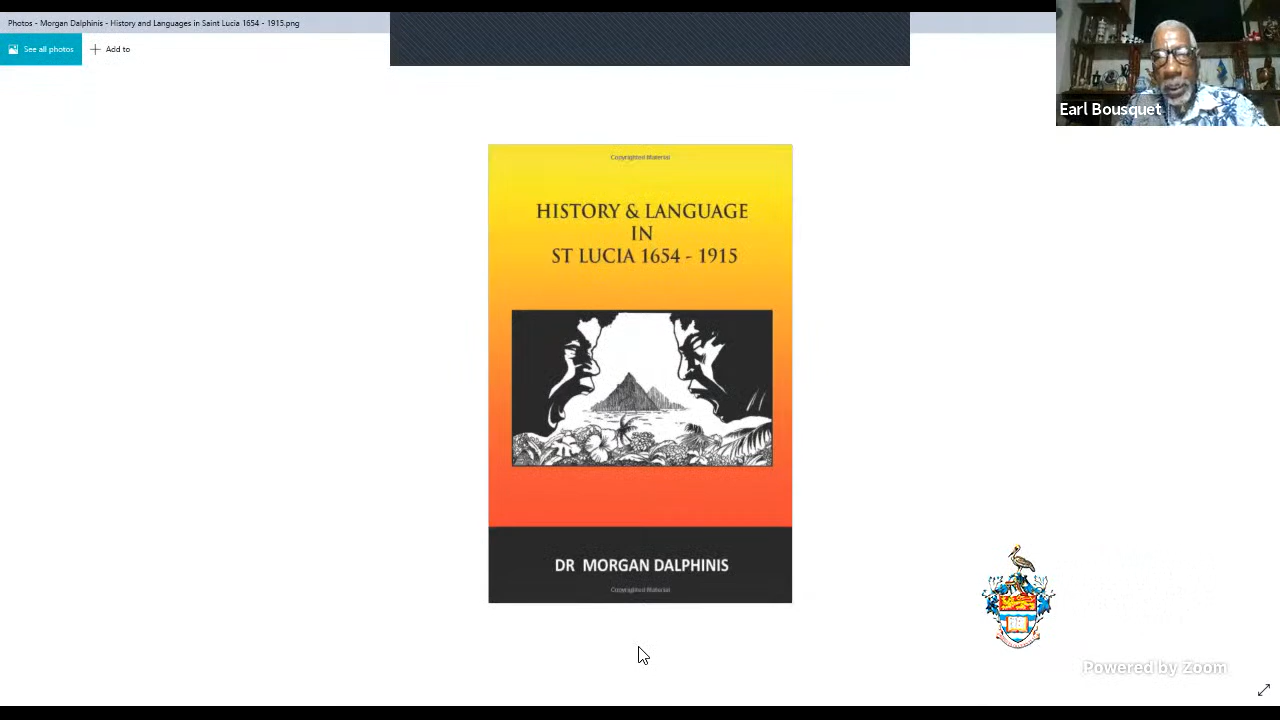 Photos - Morgan Dalphinis - History and Languages in Saint Lucia 1654 - 1915.png
See all photos
Add to
Earl Bousquet
Copyrighted Material
HISTORY & LANGUAGE
IN
ST LUCIA 1654 - 1915
DR MORGAN DALPHINIS
Copyrighted Material
Powered by Zoom